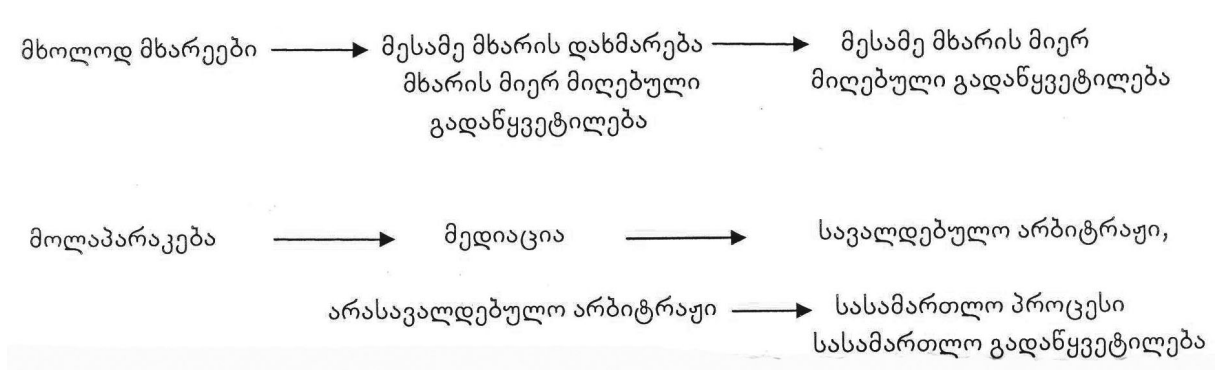 მხოლოდ მხარეები → მესამე მხარის დახმარება → მესამე მხარის მიერ
მხარის მიერ მიღებული მიღებული გადაწყვეტილება
გადაწყვეტილება
მოლაპარაკება → მედიაცია → სავალდებულო არბიტრაჟი,
არასავალდებულო არბიტრაჟი → სასამართლო პროცესი
სასამართლო გადაწყვეტილება